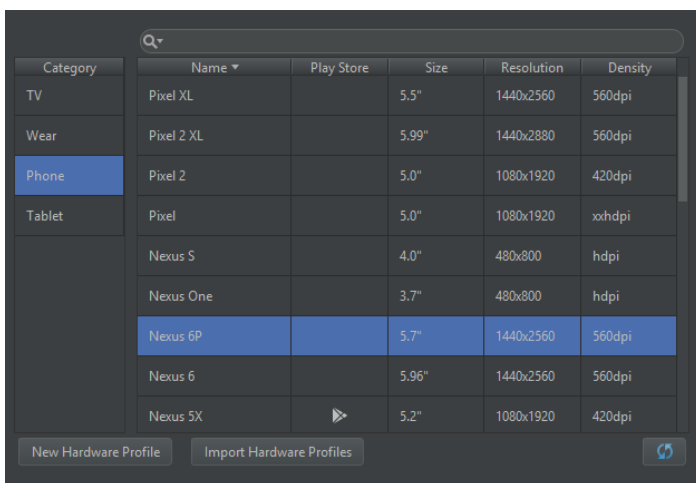 Category Name Play Store Size Resolution Density
TV Pixel XL 5.5" 1440x2560 560dpi
Wear Pixel 2 XL 5.99" 1440x2880 560dpi
Phone Pixel 2 5.0" 1080x1920 420dpi
Tablet Pixel 5.0" 1080x1920 xxhdpi
Nexus S 4.0" 480x800 hdpi
Nexus One 3.7" 480x800 hdpi
Nexus 6P 5.7" 1440x2560 560dpi
Nexus 6 5.96" 1440x2560 560dpi
Nexus 5X 5.2" 1080x1920 420dpi
New Hardware Profile Import Hardware Profiles